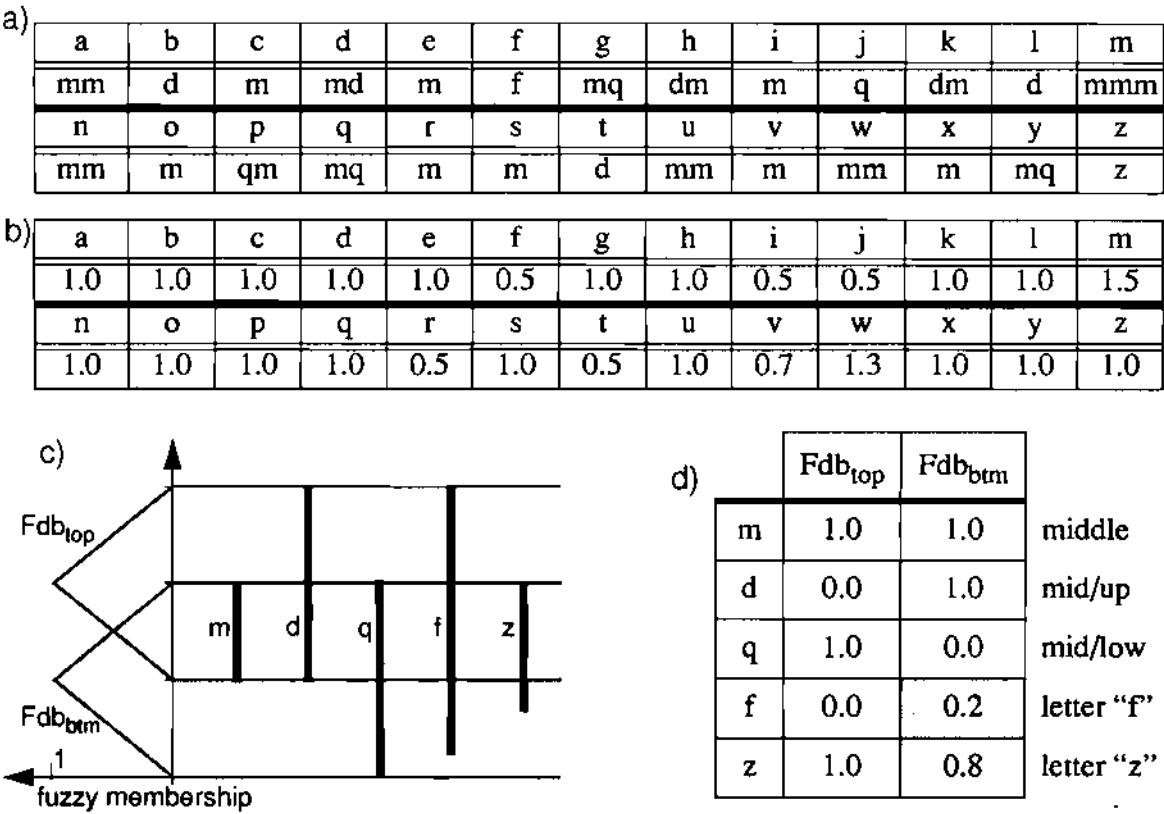 a)
a b c d e f g h i j k l m
mm d m md m f mq dm m q dm d mmm
n o p q r s t u v w x y z
mm m qm mq m m d mm m mm m mq z
b)
a b c d e f g h i j k l m
1.0 1.0 1.0 1.0 1.0 0.5 1.0 1.0 0.5 0.5 1.0 1.0 1.5
n o p q r s t u v w x y z
1.0 1.0 1.0 1.0 0.5 1.0 0.5 1.0 0.7 1.3 1.0 1.0 1.0
c)
Fdbtop
m d q f z
Fdbbtm
1
fuzzy membership
d)
Fdbtop Fdbbtm
m 1.0 1.0 middle
d 0.0 1.0 mid/up
q 1.0 0.0 mid/low
f 0.0 0.2 letter “f”
z 1.0 0.8 letter “z”